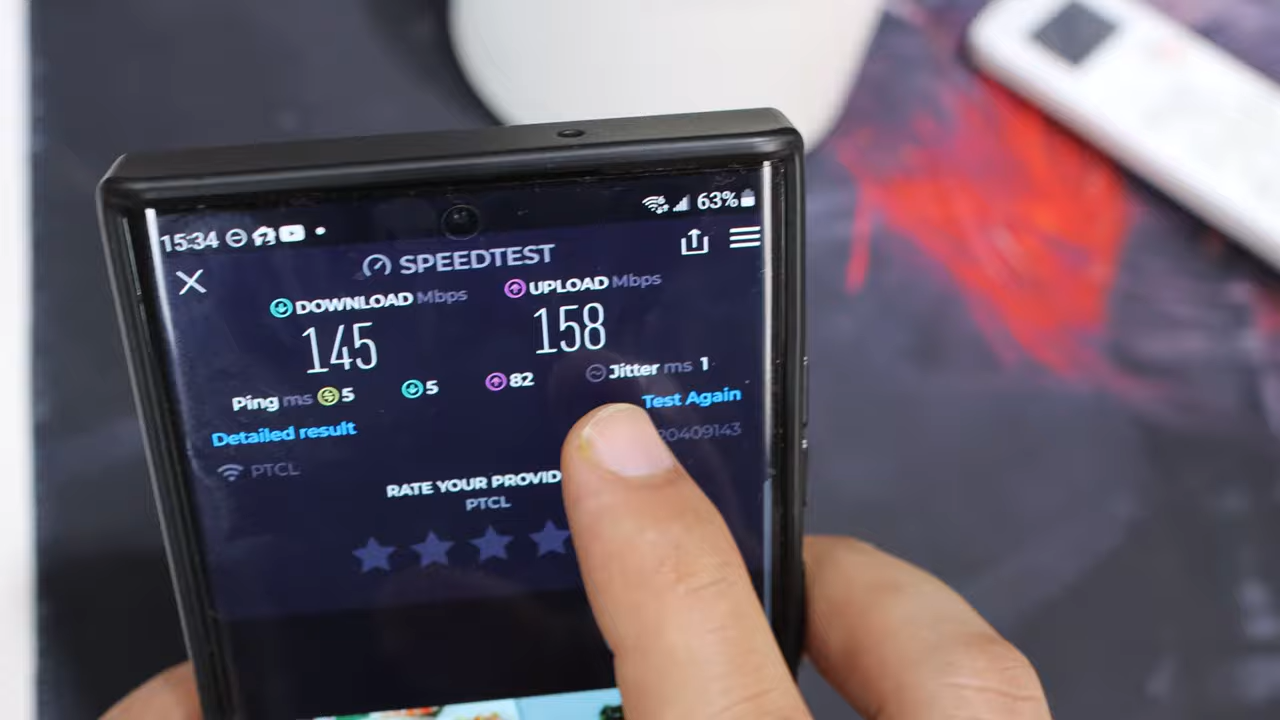 15:34 63%
SPEEDTEST
DOWNLOAD Mbps UPLOAD Mbps
145 158
Ping ms 5 5 82 Jitter ms 1
Detailed result Test Again
20409143
PTCL
RATE YOUR PROVID
PTCL